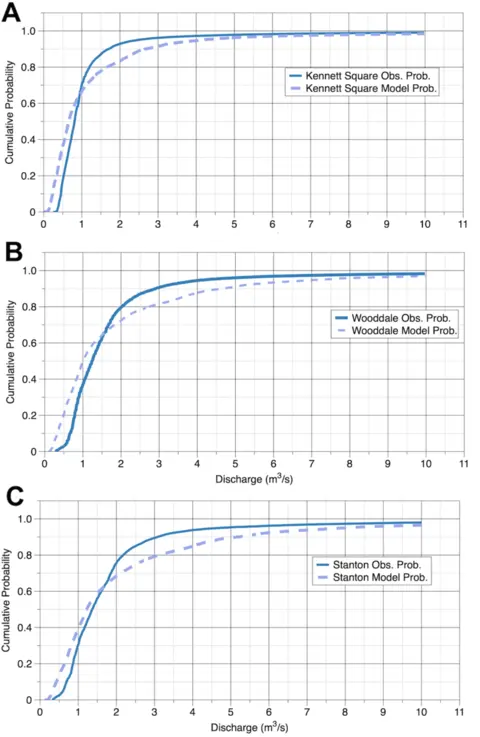 A
Cumulative Probability
1.0
0.8
0.6
0.4
0.2
0
Kennett Square Obs. Prob.
Kennett Square Model Prob.
0 1 2 3 4 5 6 7 8 9 10 11
B
Cumulative Probability
1.0
0.8
0.6
0.4
0.2
0
Wooddale Obs. Prob.
Wooddale Model Prob.
0 1 2 3 4 5 6 7 8 9 10 11
Discharge (m³/s)
C
Cumulative Probability
1.0
0.8
0.6
0.4
0.2
0
Stanton Obs. Prob.
Stanton Model Prob.
0 1 2 3 4 5 6 7 8 9 10 11
Discharge (m³/s)